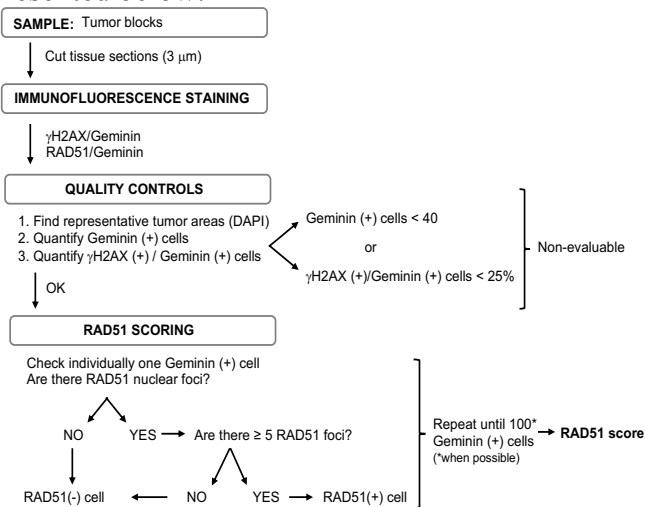 SAMPLE: Tumor blocks
Cut tissue sections (3 μm)
IMMUNOFLUORESCENCE STAINING
γH2AX/Geminin
RAD51/Geminin
QUALITY CONTROLS
1. Find representative tumor areas (DAPI)
2. Quantify Geminin (+) cells
3. Quantify γH2AX (+) / Geminin (+) cells
Geminin (+) cells < 40
or
γH2AX (+)/Geminin (+) cells < 25%
Non-evaluable
OK
RAD51 SCORING
Check individually one Geminin (+) cell
Are there RAD51 nuclear foci?
NO
YES
Are there ≥ 5 RAD51 foci?
RAD51(-) cell
NO
YES
RAD51(+) cell
Repeat until 100*
Geminin (+) cells
(*when possible)
RAD51 score